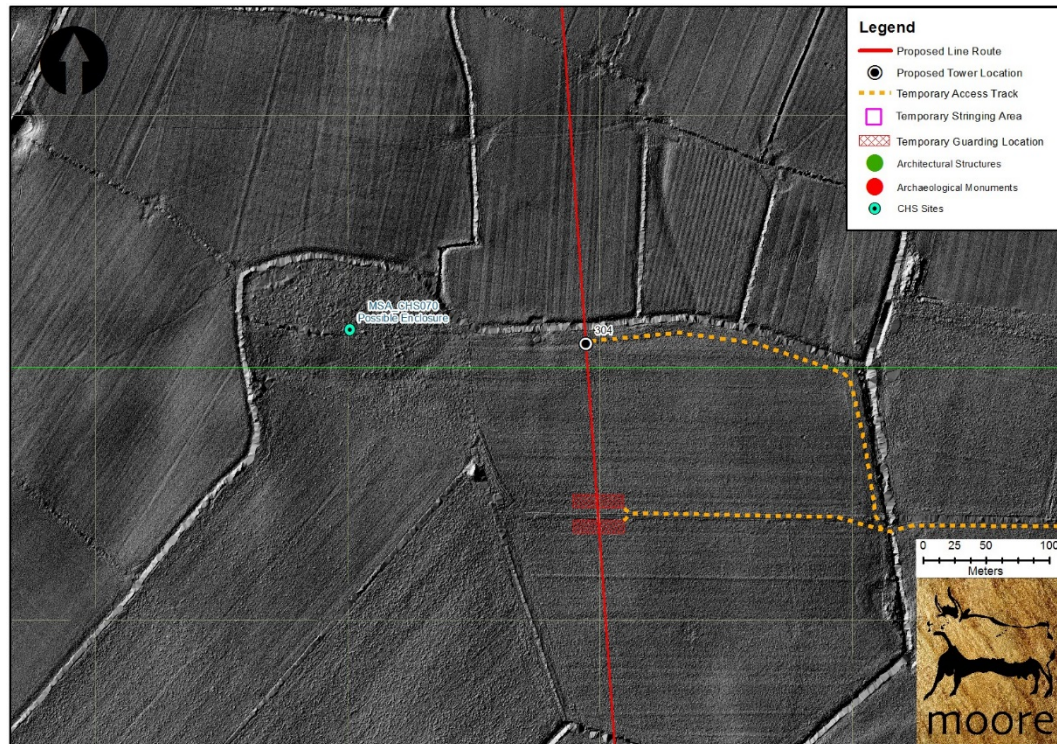 Legend
Proposed Line Route
Proposed Tower Location
Temporary Access Track
Temporary Stringing Area
Temporary Guarding Location
Architectural Structures
Archaeological Monuments
CHS Sites
MSA_CHS070
Possible Enclosure
304
0 25 50 100
Meters
moore